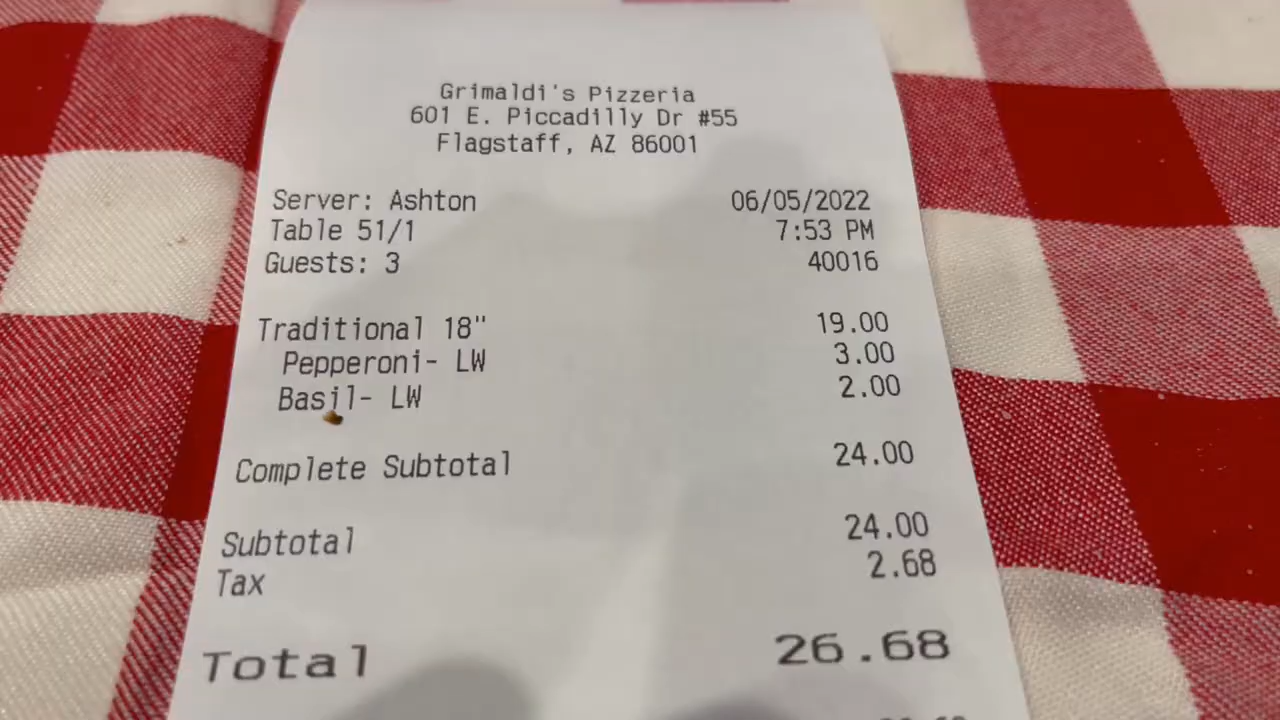 Grimaldi's Pizzeria
601 E. Piccadilly Dr #55
Flagstaff, AZ 86001
Server: Ashton 06/05/2022
Table 51/1 7:53 PM
Guests: 3 40016
Traditional 18" 19.00
Pepperoni- LW 3.00
Basil- LW 2.00
Complete Subtotal 24.00
Subtotal 24.00
Tax 2.68
Total 26.68